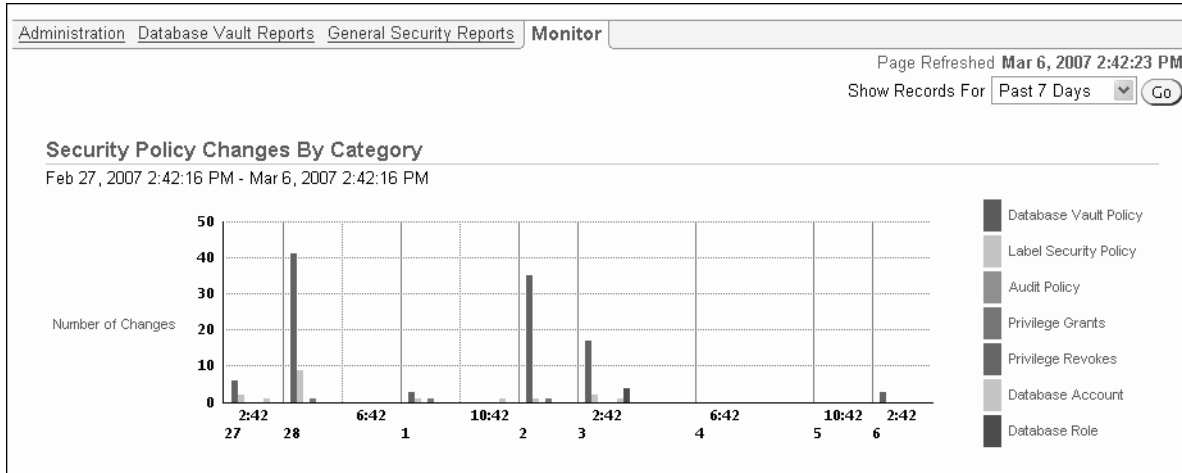 Administration Database Vault Reports General Security Reports Monitor
Page Refreshed Mar 6, 2007 2:42:23 PM
Show Records For Past 7 Days Go
Security Policy Changes By Category
Feb 27, 2007 2:42:16 PM - Mar 6, 2007 2:42:16 PM
50
40
30
20
10
0
Number of Changes
2:42 6:42 10:42 2:42 6:42 10:42 2:42
27 28 1 2 3 4 5 6
Database Vault Policy
Label Security Policy
Audit Policy
Privilege Grants
Privilege Revokes
Database Account
Database Role